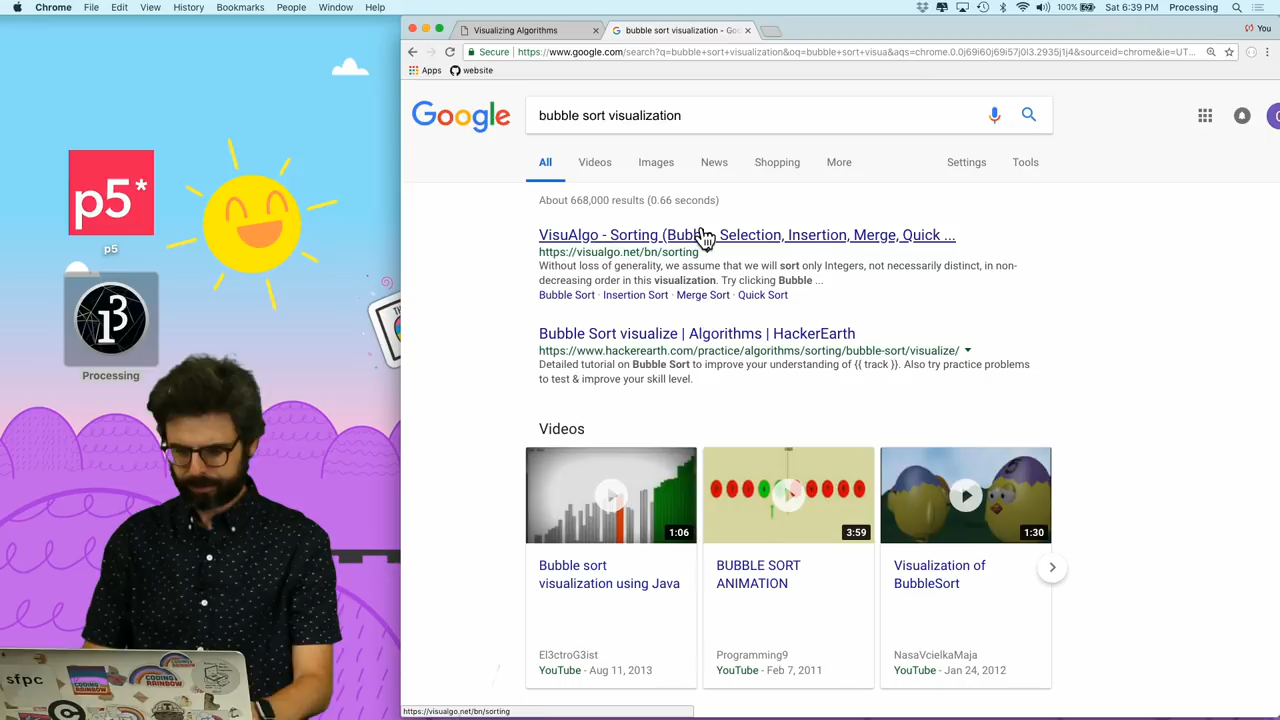 Chrome File Edit View History Bookmarks People Window Help
100% Sat 6:39 PM Processing
Visualizing Algorithms
bubble sort visualization - Goo
You
Secure https://www.google.com/search?q=bubble+sort+visualization&oq=bubble+sort+visua&aqs=chrome.0.0j69i60j69i57j0l3.2935j1j4&sourceid=chrome&ie=UT...
Apps website
Google
bubble sort visualization
All Videos Images News Shopping More Settings Tools
About 668,000 results (0.66 seconds)
VisuAlgo - Sorting (Bubb Selection, Insertion, Merge, Quick ...
https://visualgo.net/bn/sorting
Without loss of generality, we assume that we will sort only Integers, not necessarily distinct, in non-
decreasing order in this visualization. Try clicking Bubble ...
Bubble Sort · Insertion Sort · Merge Sort · Quick Sort
Bubble Sort visualize | Algorithms | HackerEarth
https://www.hackerearth.com/practice/algorithms/sorting/bubble-sort/visualize/
Detailed tutorial on Bubble Sort to improve your understanding of {{ track }}. Also try practice problems
to test & improve your skill level.
Videos
1:06
3:59
1:30
Bubble sort
visualization using Java
BUBBLE SORT
ANIMATION
Visualization of
BubbleSort
El3ctroG3ist
YouTube - Aug 11, 2013
Programming9
YouTube - Feb 7, 2011
NasaVcielkaMaja
YouTube - Jan 24, 2012
https://visualgo.net/bn/sorting
p5*
p5
Processing
sfpc
CODING
RAINBOW